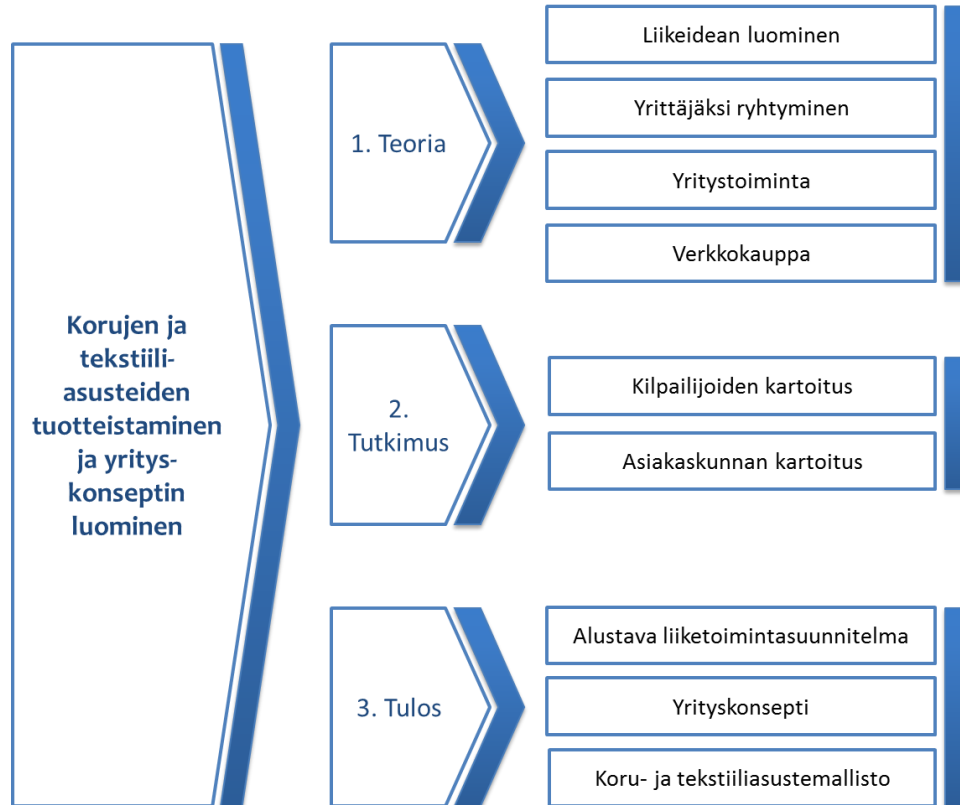 Korujen ja
tekstiili-
asusteiden
tuotteistaminen
ja yritys-
konseptin
luominen
1. Teoria
Liikeidean luominen
Yrittäjäksi ryhtyminen
Yritystoiminta
Verkkokauppa
2.
Tutkimus
Kilpailijoiden kartoitus
Asiakaskunnan kartoitus
3. Tulos
Alustava liiketoimintasuunnitelma
Yrityskonsepti
Koru- ja tekstiiliasustemallisto